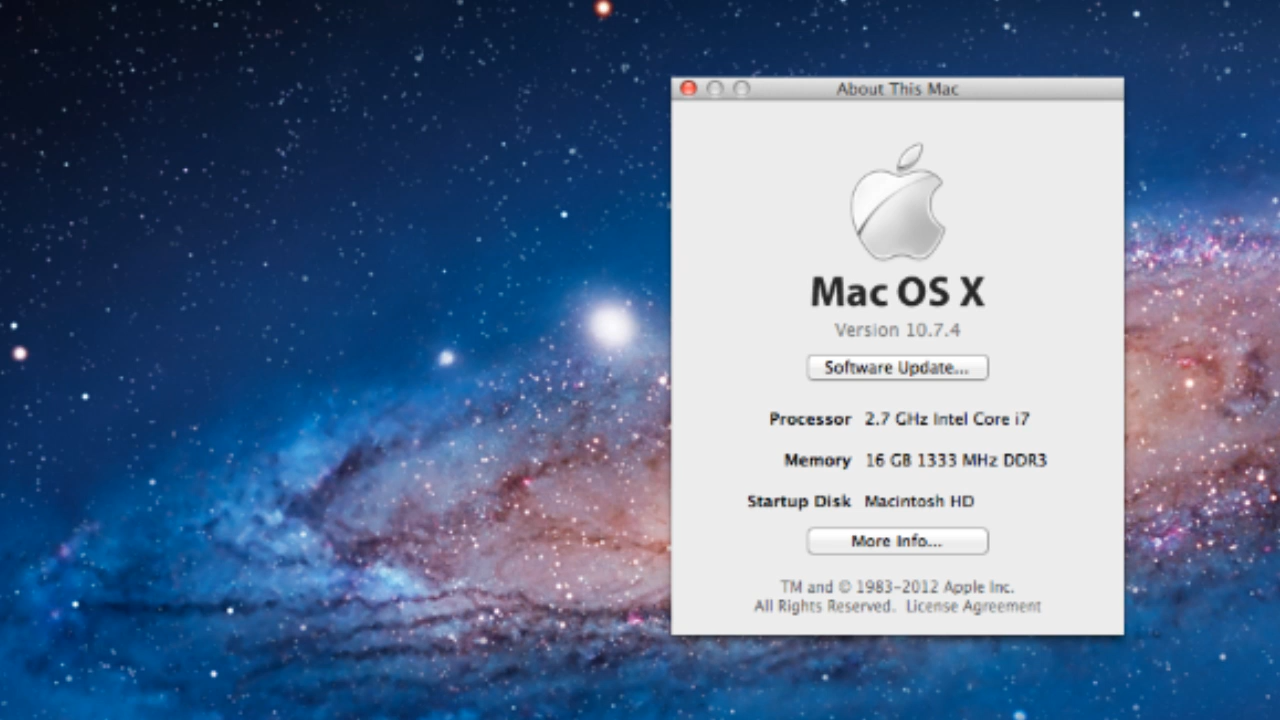 About This Mac
Mac OS X
Version 10.7.4
Software Update...
Processor 2.7 GHz Intel Core i7
Memory 16 GB 1333 MHz DDR3
Startup Disk Macintosh HD
More Info...
TM and © 1983-2012 Apple Inc.
All Rights Reserved. License Agreement